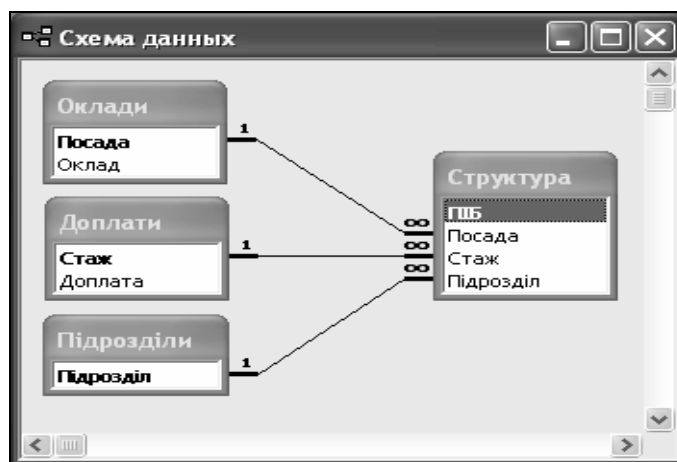 Схема данных
Оклади
Посада
Оклад
1
Доплати
Стаж
Доплата
1
Підрозділи
Підрозділ
1
Структура
ПІБ
Посада
Стаж
Підрозділ
∞
∞
∞